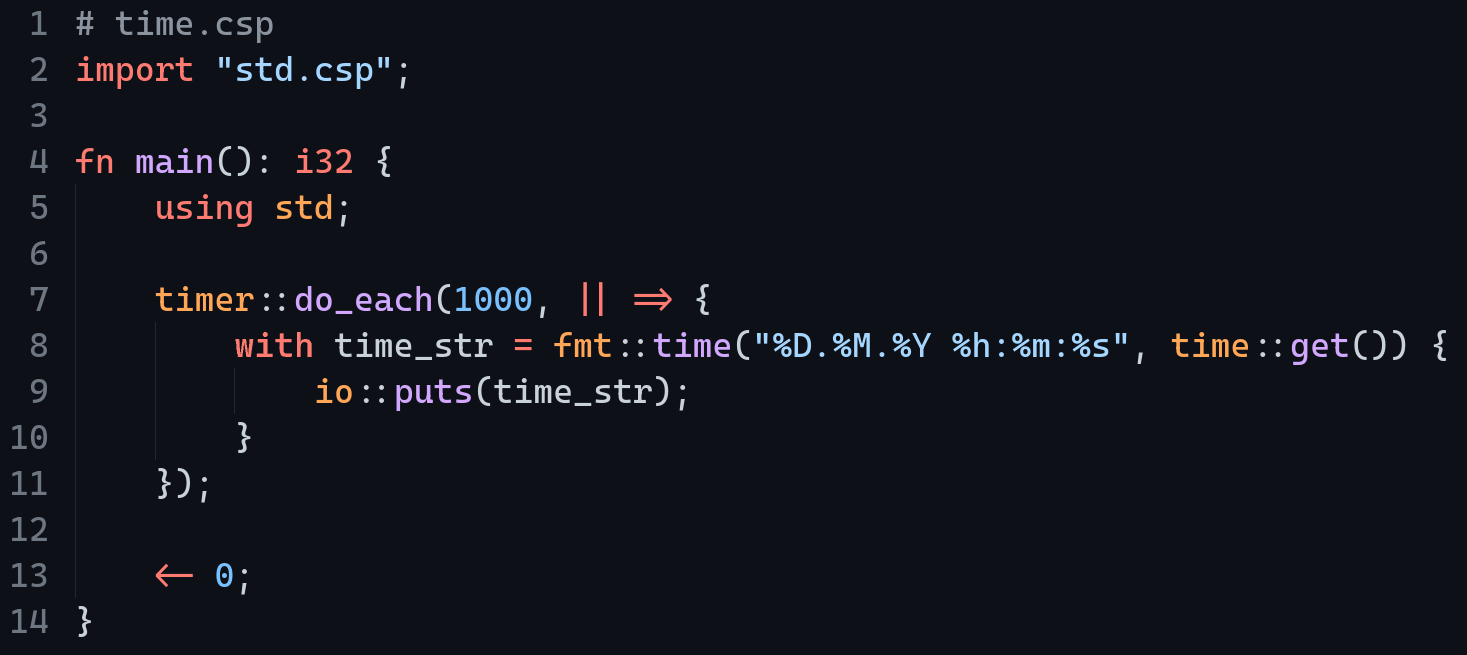 1 # time.csp
2 import "std.csp";
3
4 fn main(): i32 {
5     using std;
6
7     timer::do_each(1000, || => {
8         with time_str = fmt::time("%D.%M.%Y %h:%m:%s", time::get()) {
9             io::puts(time_str);
10         }
11     });
12
13     <- 0;
14 }